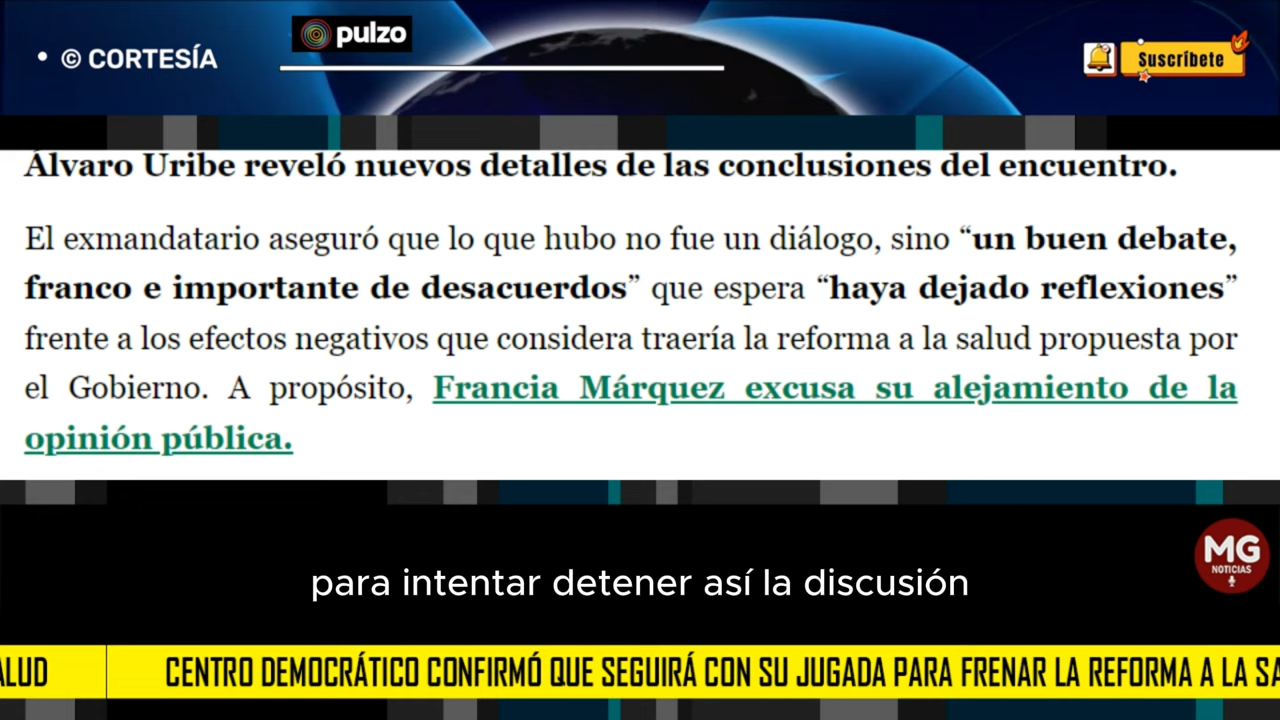 • © CORTESÍA
pulzo
Suscríbete
Álvaro Uribe reveló nuevos detalles de las conclusiones del encuentro.
El exmandatario aseguró que lo que hubo no fue un diálogo, sino “un buen debate,
franco e importante de desacuerdos” que espera “haya dejado reflexiones”
frente a los efectos negativos que considera traería la reforma a la salud propuesta por
el Gobierno. A propósito, Francia Márquez excusa su alejamiento de la
opinión pública.
MG
NOTICIAS
para intentar detener así la discusión
ALUD CENTRO DEMOCRÁTICO CONFIRMÓ QUE SEGUIRÁ CON SU JUGADA PARA FRENAR LA REFORMA A LA SA